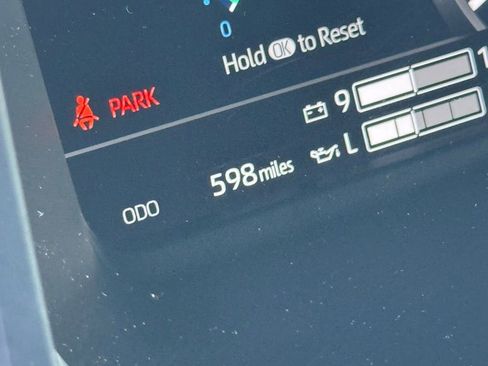 0
Hold OK to Reset
PARK
9
L
598 miles
ODO